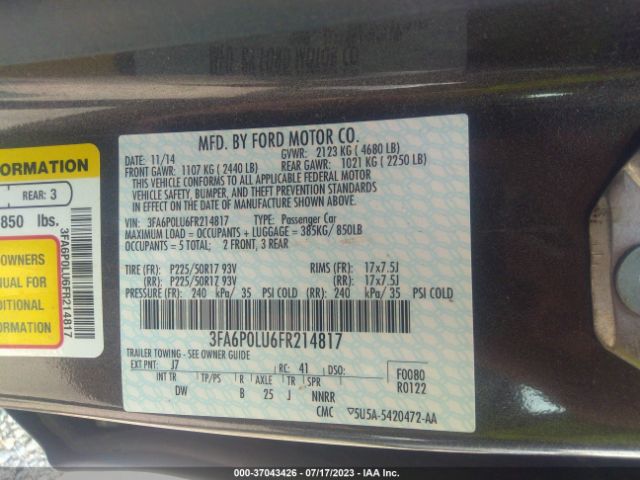 MFD. BY FORD MOTOR CO.
DATE: 11/14 GVWR: 2123 KG ( 4680 LB)
FRONT GAWR: 1107 KG ( 2440 LB) REAR GAWR: 1021 KG ( 2250 LB)
THIS VEHICLE CONFORMS TO ALL APPLICABLE FEDERAL MOTOR
VEHICLE SAFETY, BUMPER, AND THEFT PREVENTION STANDARDS
IN EFFECT ON THE DATE OF MANUFACTURE SHOWN ABOVE.
VIN: 3FA6P0LU6FR214817 TYPE: Passenger Car
MAXIMUM LOAD = OCCUPANTS + LUGGAGE = 385KG/ 850LB
OCCUPANTS = 5 TOTAL: 2 FRONT, 3 REAR
TIRE (FR): P225/50R17 93V RIMS (FR): 17x7.5J
(RR): P225/50R17 93V (RR): 17x7.5J
PRESSURE (FR): 240 kPa/ 35 PSI COLD (RR): 240 kPa/ 35 PSI COLD
3FA6P0LU6FR214817
TRAILER TOWING - SEE OWNER GUIDE
EXT PNT: J7 RC: 41 DSO:
F0080
R0122
INT TR TP/PS R AXLE TR SPR
DW B 25 J NNRR
CMC 5U5A-5420472-AA
FORMATION
REAR: 3
850 lbs.
OWNERS
ANUAL FOR
DITIONAL
FORMATION
3FA6P0LU6FR214817
000-37043426 - 07/17/2023 - IAA Inc.